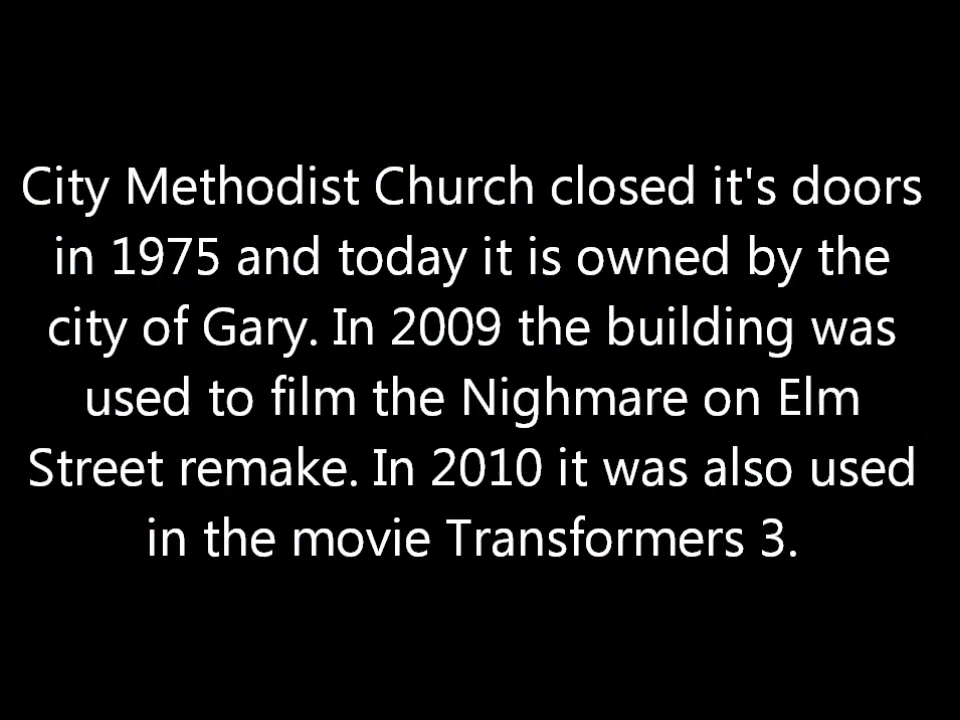 City Methodist Church closed it's doors
in 1975 and today it is owned by the
city of Gary. In 2009 the building was
used to film the Nighmare on Elm
Street remake. In 2010 it was also used
in the movie Transformers 3.